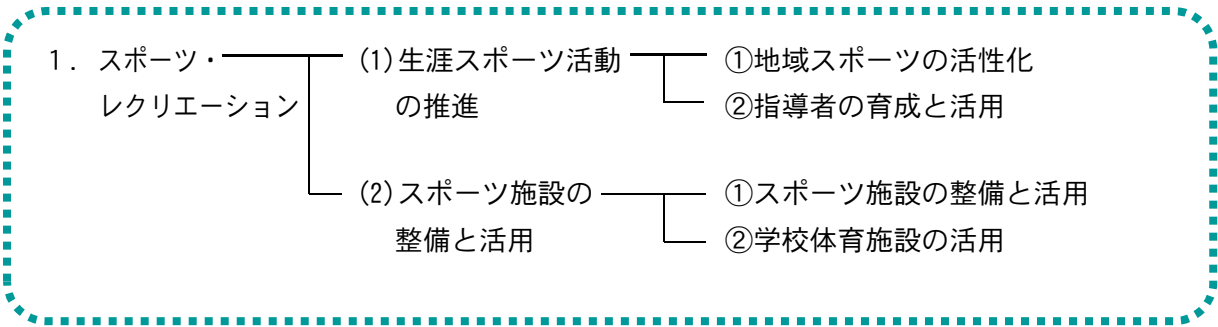 1．スポーツ・ (1)生涯スポーツ活動 ①地域スポーツの活性化
レクリエーション の推進 ②指導者の育成と活用
(2)スポーツ施設の ①スポーツ施設の整備と活用
整備と活用 ②学校体育施設の活用